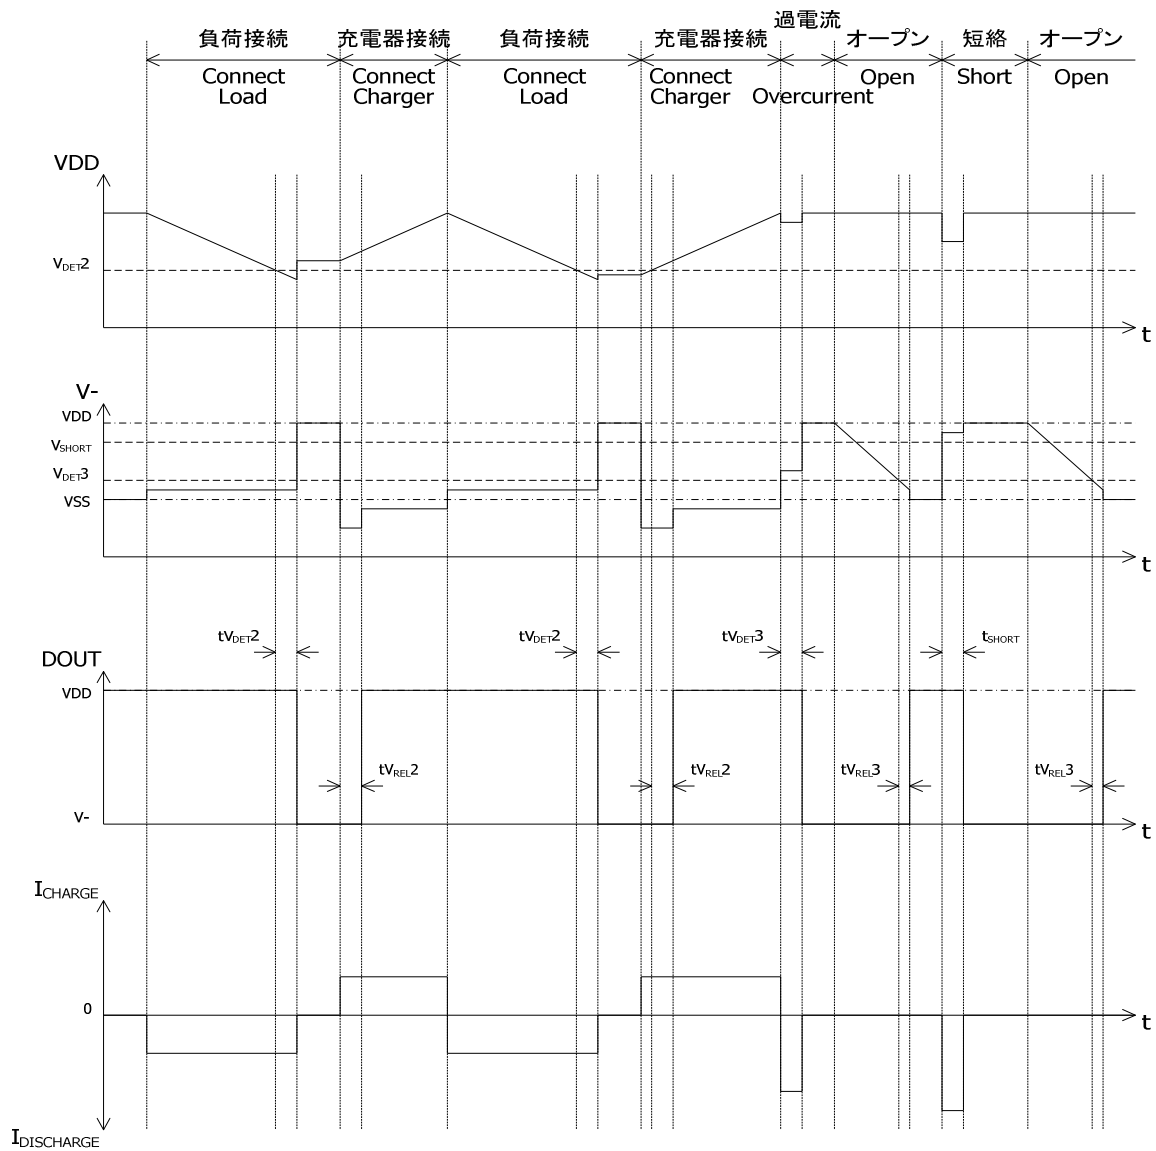 過電流
負荷接続 充電器接続 負荷接続 充電器接続 オープン 短絡 オープン
Connect Connect Connect Connect Open Short Open
Load Charger Load Charger Overcurrent
VDD
VDET2
t
V-
VDD
VSHORT
VDET3
VSS
t
tVDET2 tVDET2 tVDET3 tSHORT
DOUT
VDD
tVREL2 tVREL2 tVREL3 tVREL3
V-
t
ICHARGE
0
t
IDISCHARGE